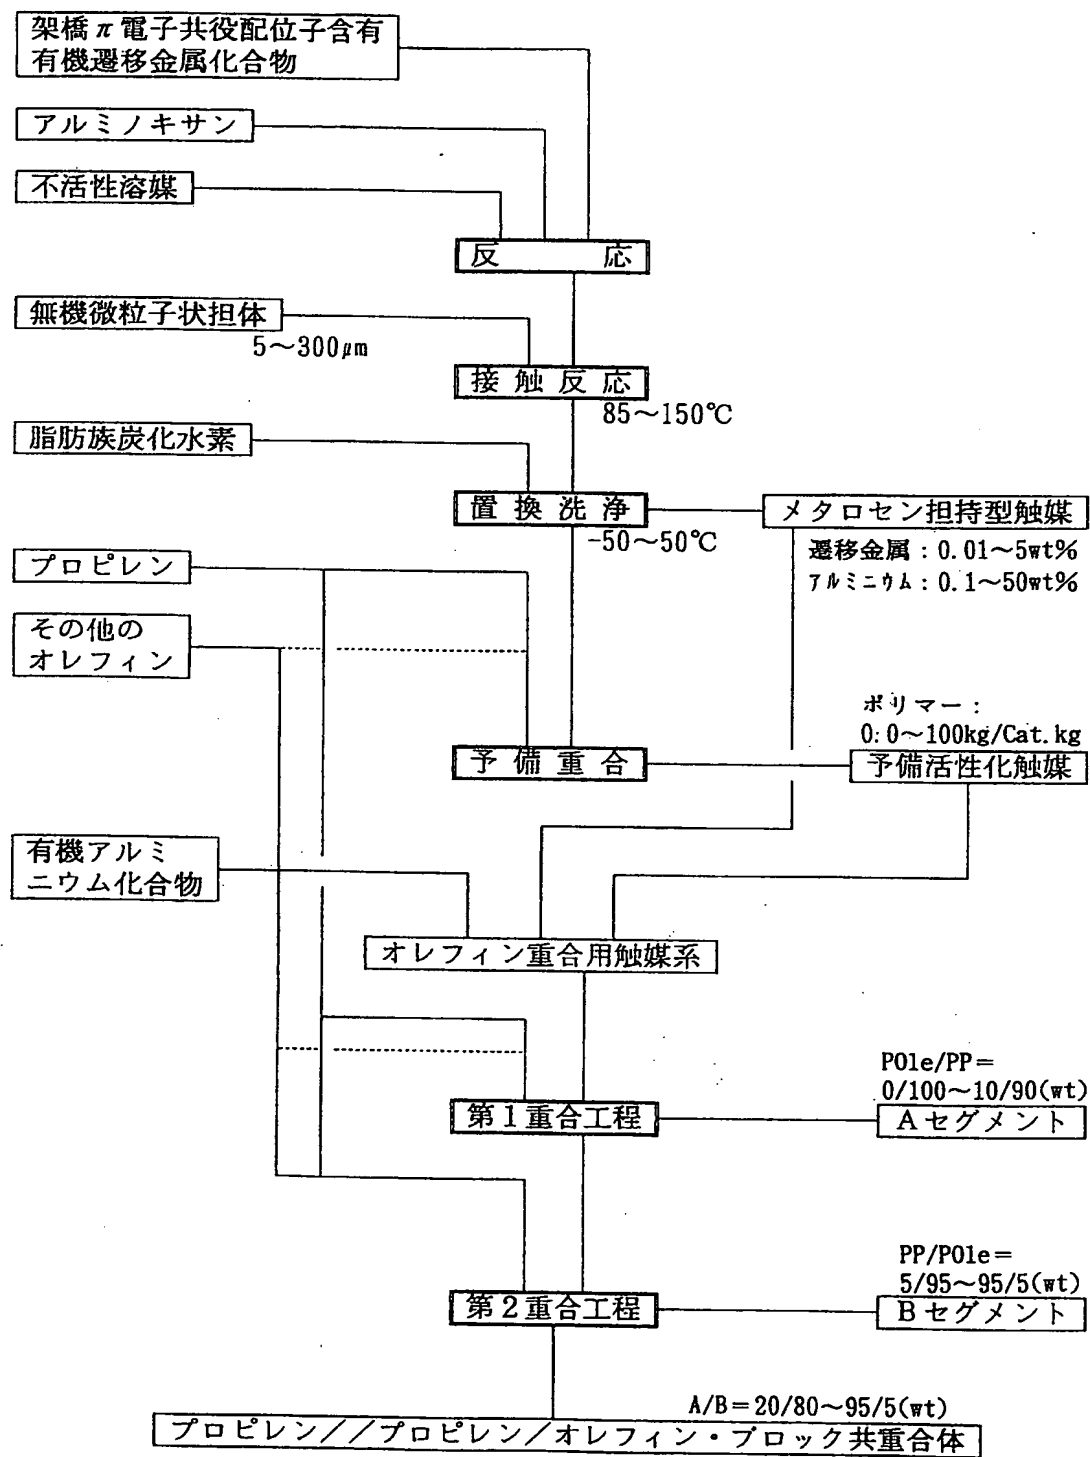 架橋π電子共役配位子含有
有機遷移金属化合物
アルミノキサン
不活性溶媒
反応
無機微粒子状担体
5～300μm
接触反応
85～150℃
脂肪族炭化水素
置換洗浄
-50～50℃
メタロセン担持型触媒
遷移金属：0.01～5wt%
アルミニウム：0.1～50wt%
プロピレン
その他の
オレフィン
ポリマー：
0:0～100kg/Cat.kg
予備重合
予備活性化触媒
有機アルミ
ニウム化合物
オレフィン重合用触媒系
POle/PP＝
0/100～10/90(wt)
第1重合工程
Aセグメント
PP/POle＝
5/95～95/5(wt)
第2重合工程
Bセグメント
A/B＝20/80～95/5(wt)
プロピレン//プロピレン/オレフィン・ブロック共重合体